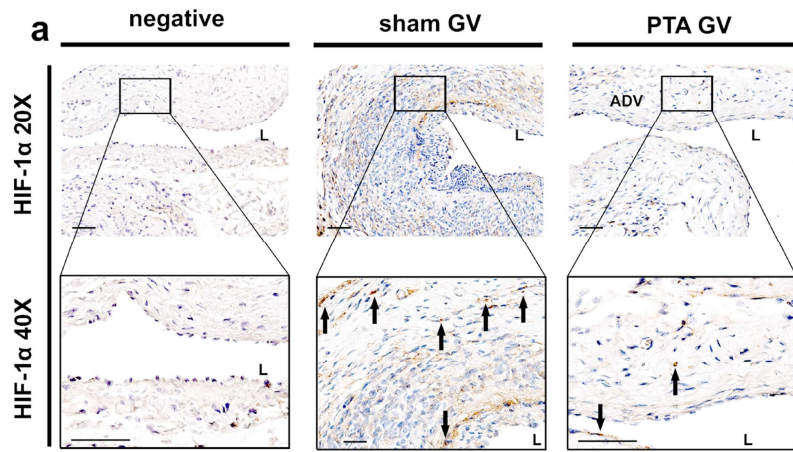 a
negative
sham GV
PTA GV
HIF-1α 20X
L
L
ADV
L
HIF-1α 40X
L
L
L